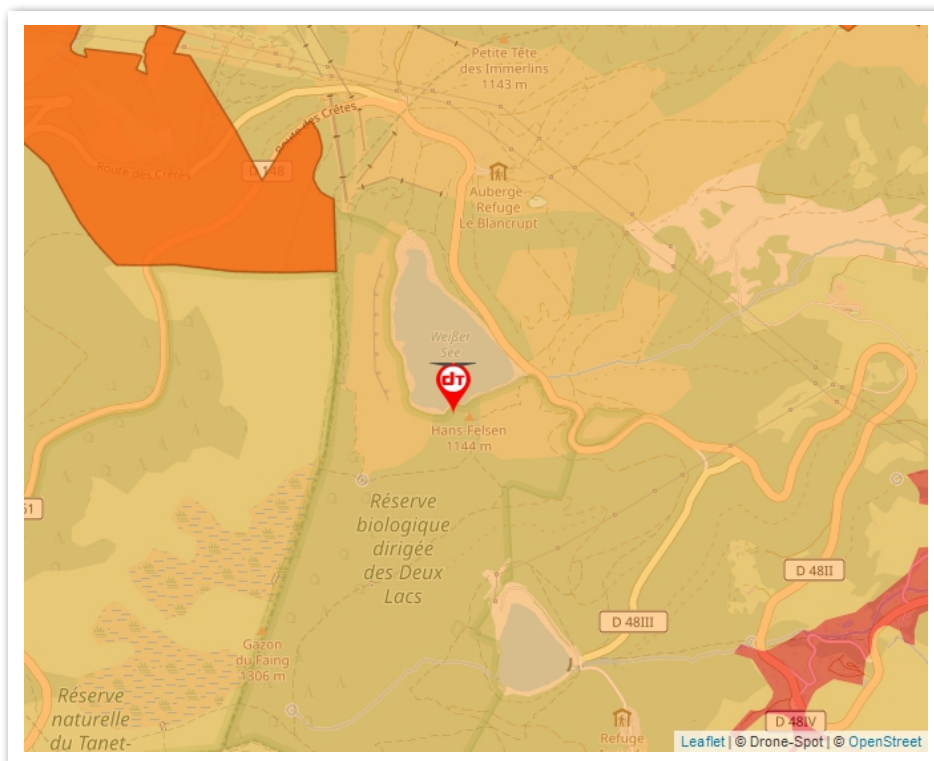 Petite Tête
des Immerlins
1143 m
Route des Crêtes
Route des Crêtes
D 148
Auberge-
Refuge
Le Blancrupt
Weißer
See
dT
Hans-Felsen
1144 m
Réserve
biologique
dirigée
des Deux
Lacs
61
D 48II
D 48III
Gazon
du Faing
1306 m
Réserve
naturelle
du Tanet-
D 48IV
Refuge
Leaflet | © Drone-Spot | © OpenStreet